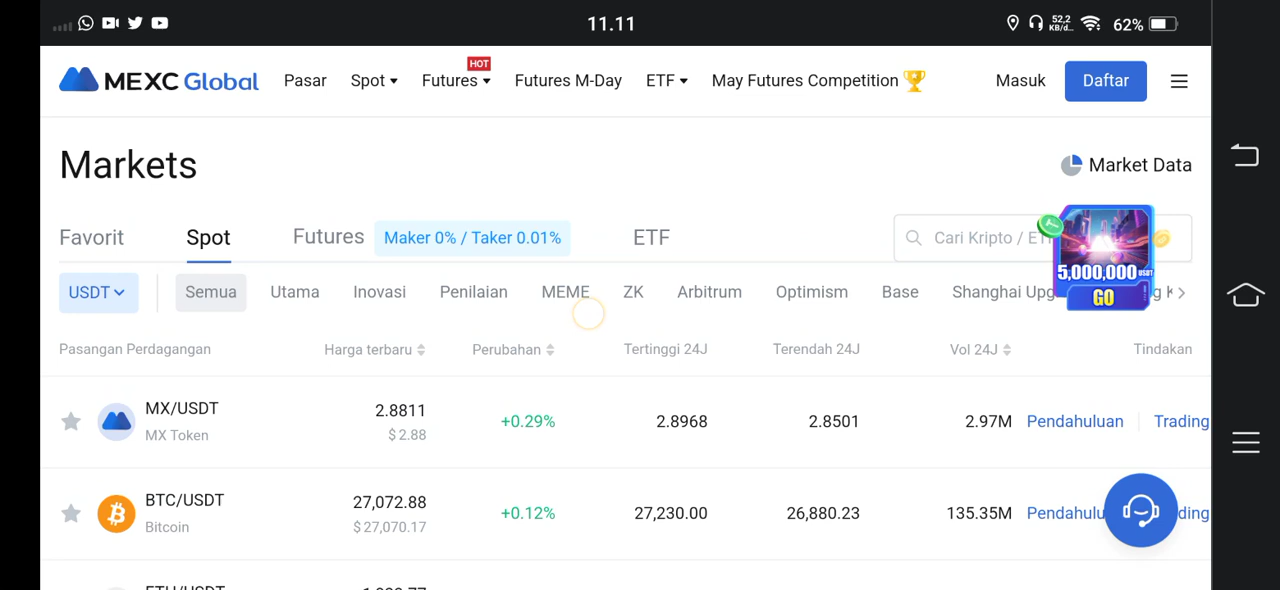 11.11
52,2
KB/d...
62%
MEXC Global
Pasar
Spot
Futures
HOT
Futures M-Day
ETF
May Futures Competition
Masuk
Daftar
Markets
Market Data
Favorit
Spot
Futures
Maker 0% / Taker 0.01%
ETF
Cari Kripto /
5,000,000 USDT
GO
USDT
Semua
Utama
Inovasi
Penilaian
MEME
ZK
Arbitrum
Optimism
Base
Shanghai
Pasangan Perdagangan
Harga terbaru
Perubahan
Tertinggi 24J
Terendah 24J
Vol 24J
Tindakan
MX/USDT
MX Token
2.8811
$ 2.88
+0.29%
2.8968
2.8501
2.97M
Pendahuluan
Trading
BTC/USDT
Bitcoin
27,072.88
$ 27,070.17
+0.12%
27,230.00
26,880.23
135.35M